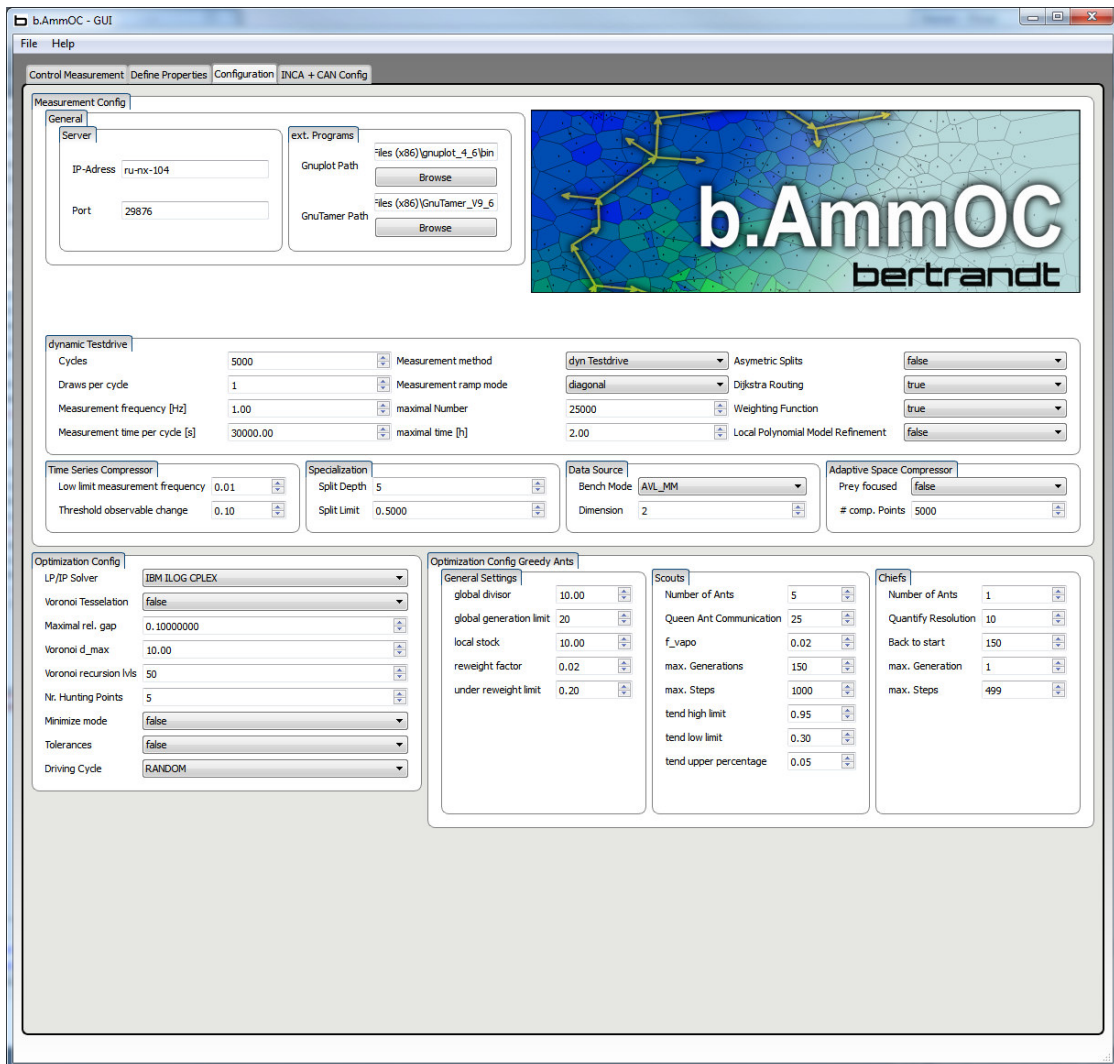 b.AmmOC - GUI
File Help
Control Measurement Define Properties Configuration INCA + CAN Config
Measurement Config
General
Server
IP-Adress ru-nx-104
Port 29876
ext. Programs
Gnuplot Path Files (x86)\gnuplot_4_6\bin
Browse
GnuTamer Path Files (x86)\GnuTamer_V9_6
Browse
b.AmmOC
bertrandt
dynamic Testdrive
Cycles 5000 Measurement method dyn Testdrive Asymetric Splits false
Draws per cycle 1 Measurement ramp mode diagonal Dijkstra Routing true
Measurement frequency [Hz] 1.00 maximal Number 25000 Weighting Function true
Measurement time per cycle [s] 30000.00 maximal time [h] 2.00 Local Polynomial Model Refinement false
Time Series Compressor
Low limit measurement frequency 0.01
Threshold observable change 0.10
Specialization
Split Depth 5
Split Limit 0.5000
Data Source
Bench Mode AVL_MM
Dimension 2
Adaptive Space Compressor
Prey focused false
# comp. Points 5000
Optimization Config
LP/IP Solver IBM ILOG CPLEX
Voronoi Tesselation false
Maximal rel. gap 0.10000000
Voronoi d_max 10.00
Voronoi recursion lvls 50
Nr. Hunting Points 5
Minimize mode false
Tolerances false
Driving Cycle RANDOM
Optimization Config Greedy Ants
General Settings
global divisor 10.00
global generation limit 20
local stock 10.00
reweight factor 0.02
under reweight limit 0.20
Scouts
Number of Ants 5
Queen Ant Communication 25
f_vapo 0.02
max. Generations 150
max. Steps 1000
tend high limit 0.95
tend low limit 0.30
tend upper percentage 0.05
Chiefs
Number of Ants 1
Quantify Resolution 10
Back to start 150
max. Generation 1
max. Steps 499